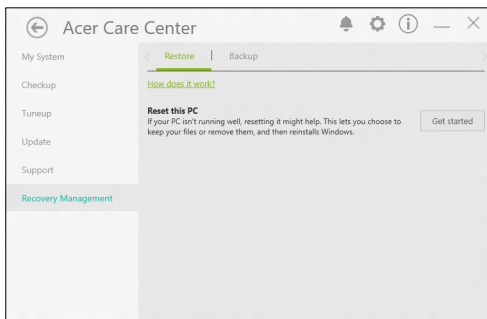 Acer Care Center
My System
Checkup
Tuneup
Update
Support
Recovery Management
Restore
Backup
How does it work?
Reset this PC
If your PC isn't running well, resetting it might help. This lets you choose to
keep your files or remove them, and then reinstalls Windows.
Get started